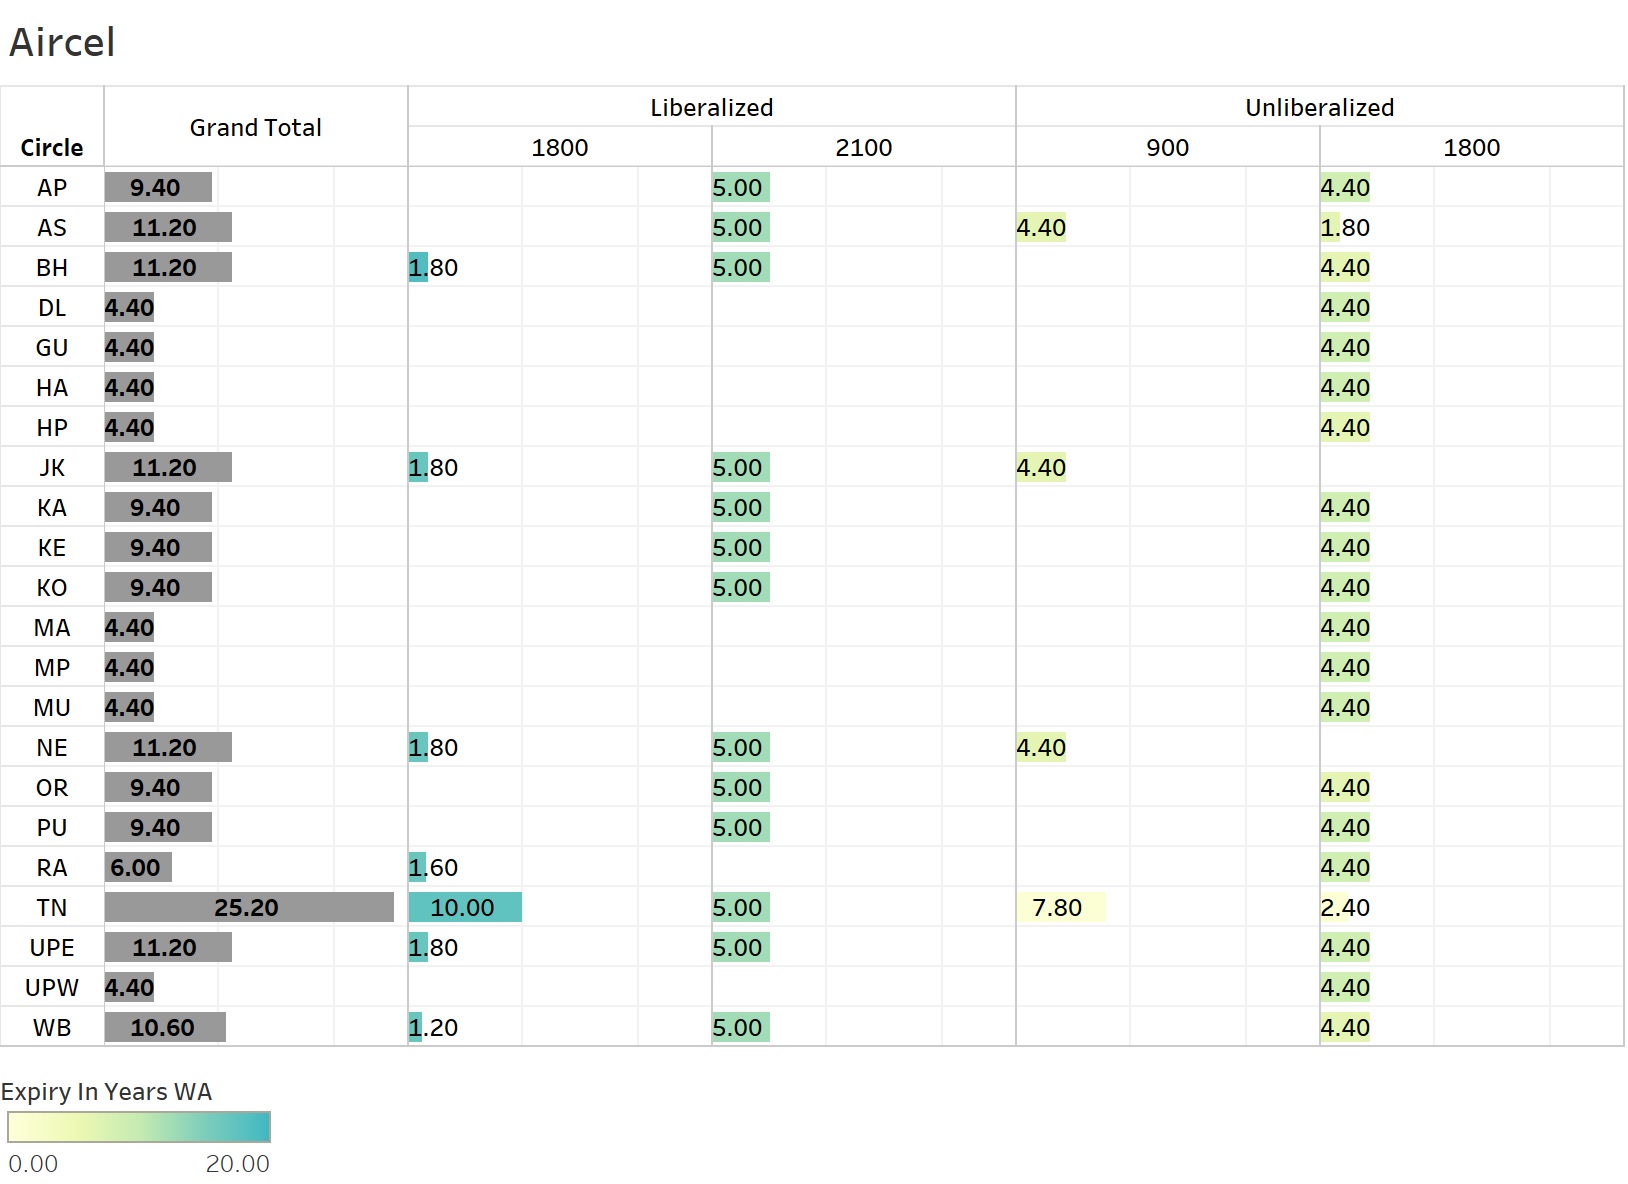 Aircel
Liberalized Unliberalized
Grand Total
Circle 1800 2100 900 1800
AP 9.40 5.00 4.40
AS 11.20 5.00 4.40 1.80
BH 11.20 1.80 5.00 4.40
DL 4.40 4.40
GU 4.40 4.40
HA 4.40 4.40
HP 4.40 4.40
JK 11.20 1.80 5.00 4.40
KA 9.40 5.00 4.40
KE 9.40 5.00 4.40
KO 9.40 5.00 4.40
MA 4.40 4.40
MP 4.40 4.40
MU 4.40 4.40
NE 11.20 1.80 5.00 4.40
OR 9.40 5.00 4.40
PU 9.40 5.00 4.40
RA 6.00 1.60 4.40
TN 25.20 10.00 5.00 7.80 2.40
UPE 11.20 1.80 5.00 4.40
UPW 4.40 4.40
WB 10.60 1.20 5.00 4.40
Expiry In Years WA
0.00 20.00